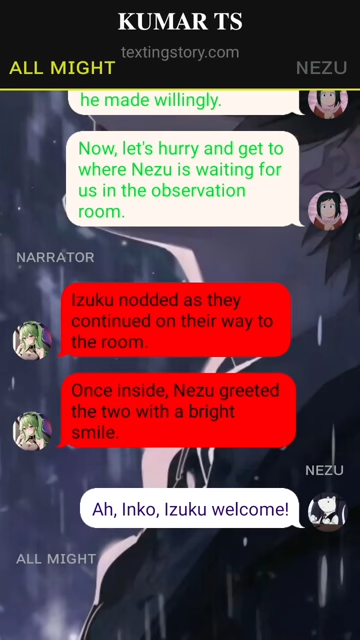 KUMAR TS
textingstory.com
ALL MIGHT
NEZU
he made willingly.
Now, let's hurry and get to
where Nezu is waiting for
us in the observation
room.
NARRATOR
Izuku nodded as they
continued on their way to
the room.
Once inside, Nezu greeted
the two with a bright
smile.
NEZU
Ah, Inko, Izuku welcome!
ALL MIGHT